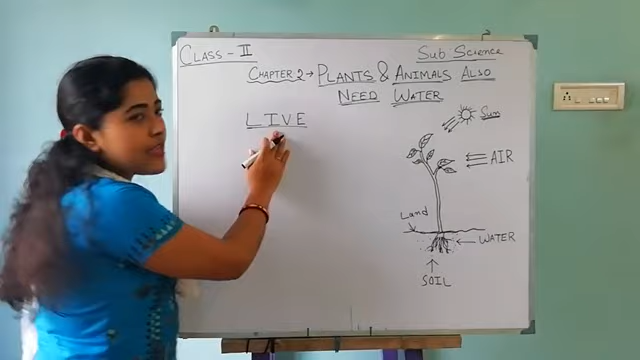 CLASS - II
SUB SCIENCE
CHAPTER 2 → PLANTS & ANIMALS ALSO
NEED WATER
LIVE
Sun
AIR
Land
WATER
SOIL